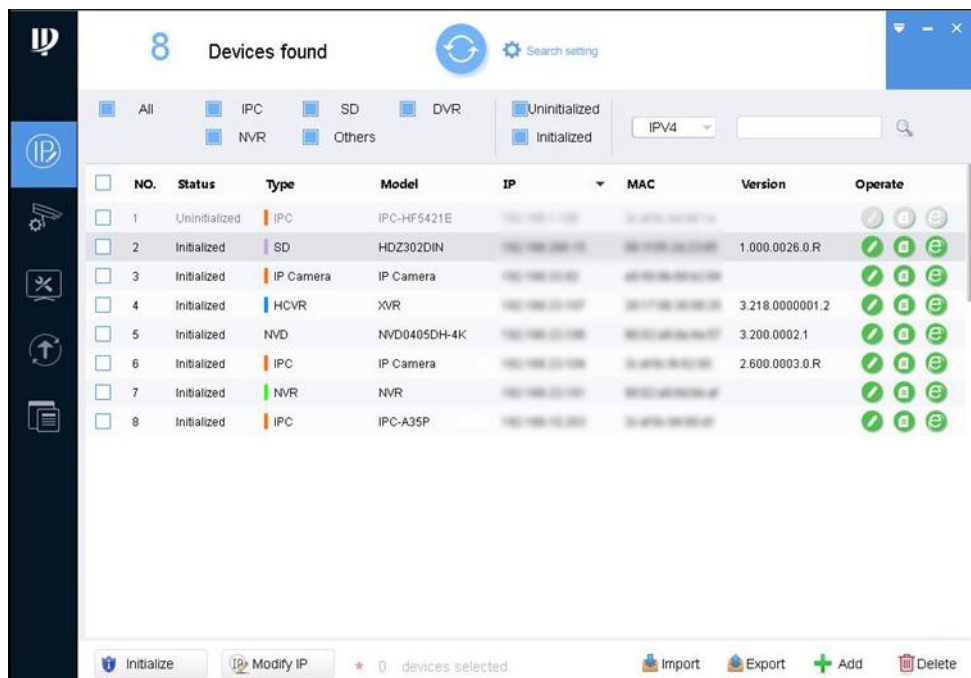 8 Devices found Search setting
All IPC SD DVR Uninitialized
NVR Others Initialized IPV4
NO. Status Type Model IP MAC Version Operate
1 Uninitialized IPC IPC-HF5421E
2 Initialized SD HDZ302DIN 1.000.0026.0.R
3 Initialized IP Camera IP Camera
4 Initialized HCVR XVR 3.218.0000001.2
5 Initialized NVD NVD0405DH-4K 3.200.0002.1
6 Initialized IPC IP Camera 2.600.0003.0.R
7 Initialized NVR NVR
8 Initialized IPC IPC-A35P
Initialize Modify IP * 0 devices selected Import Export Add Delete